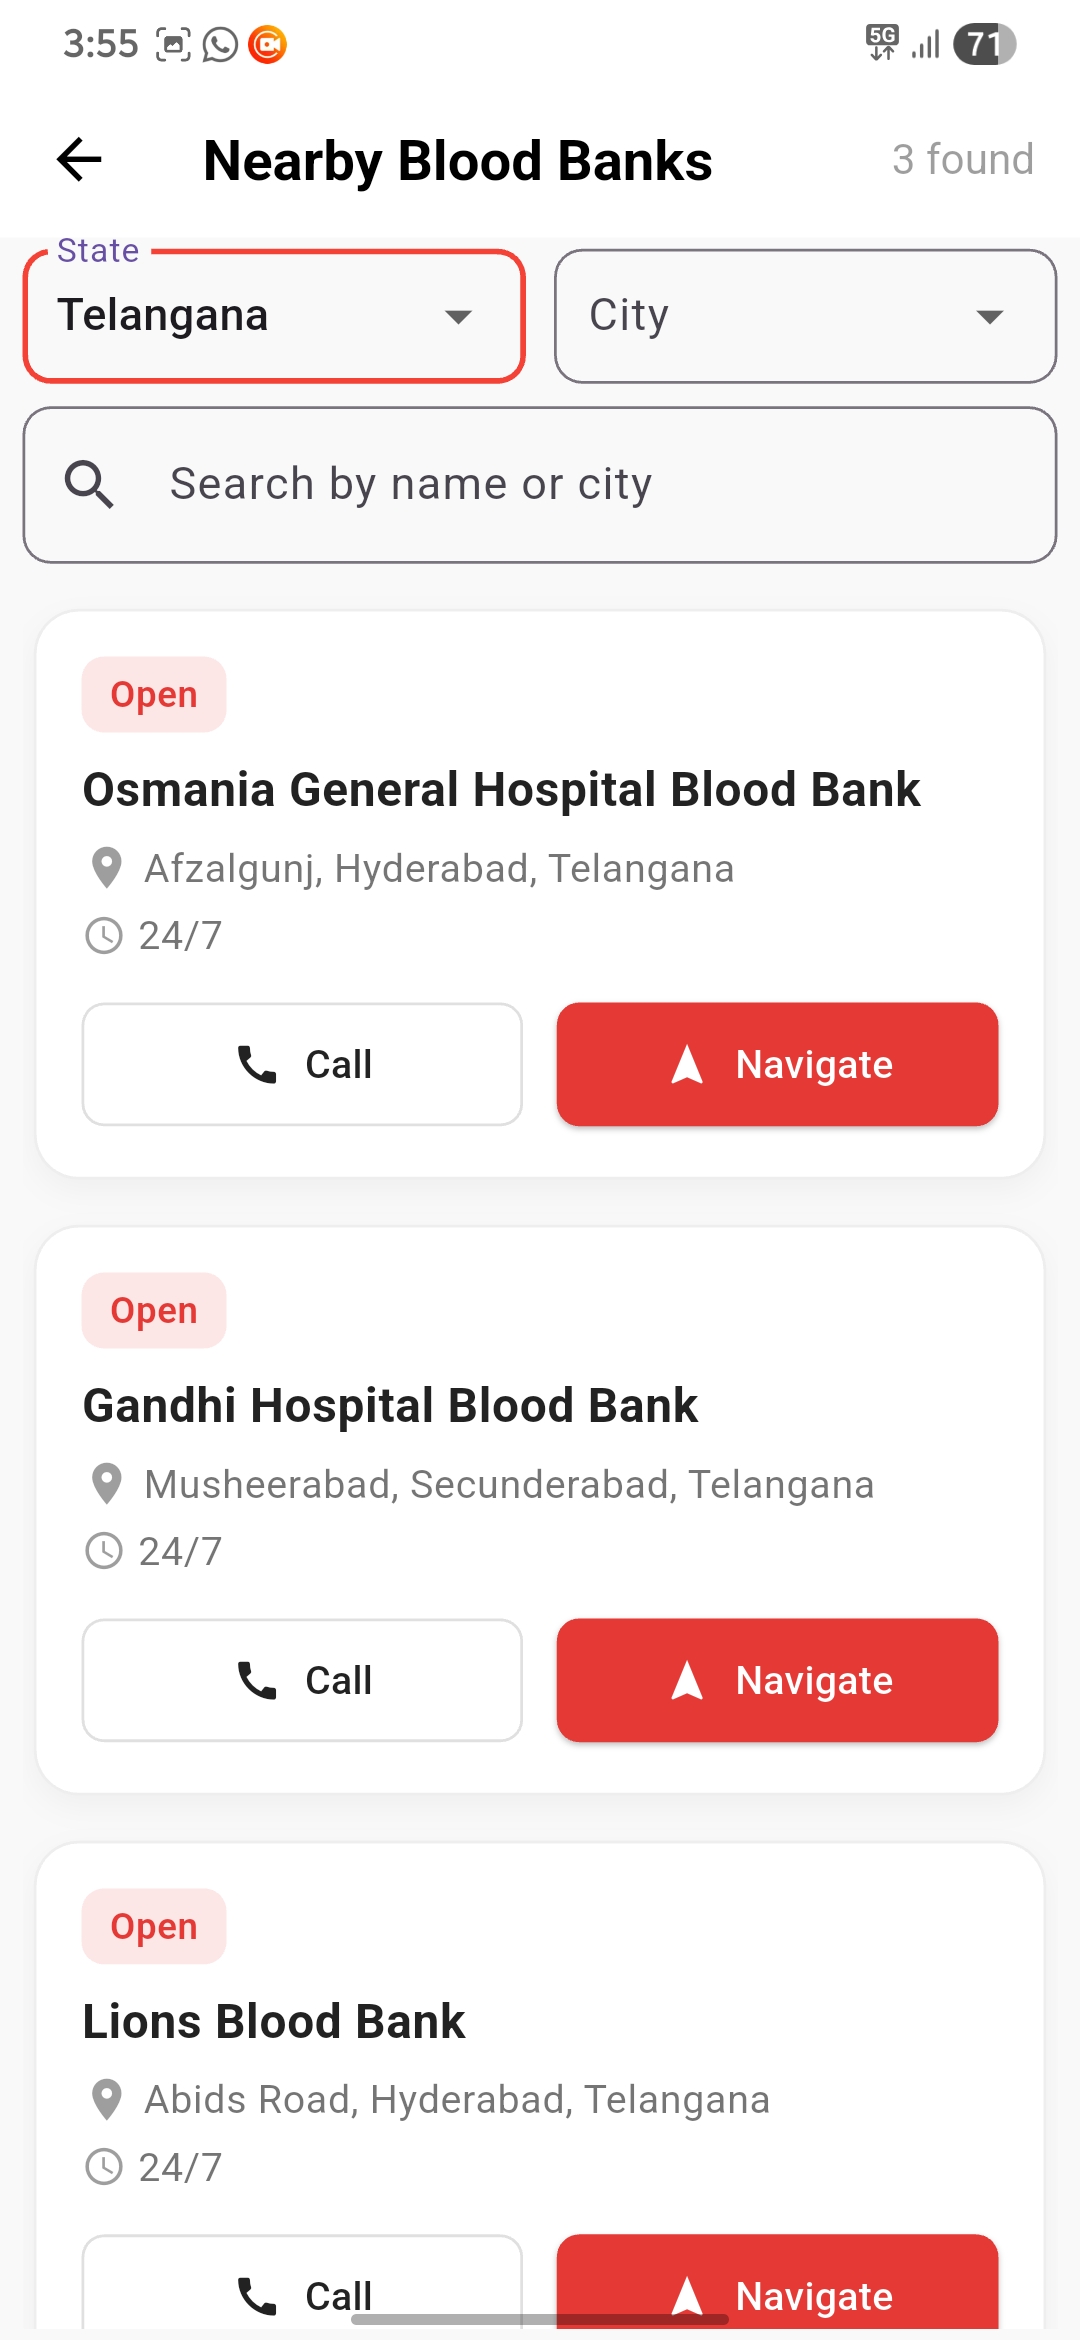 3:55
5G
71
Nearby Blood Banks
3 found
State
Telangana
City
Search by name or city
Open
Osmania General Hospital Blood Bank
Afzalgunj, Hyderabad, Telangana
24/7
Call
Navigate
Open
Gandhi Hospital Blood Bank
Musheerabad, Secunderabad, Telangana
24/7
Call
Navigate
Open
Lions Blood Bank
Abids Road, Hyderabad, Telangana
24/7
Call
Navigate